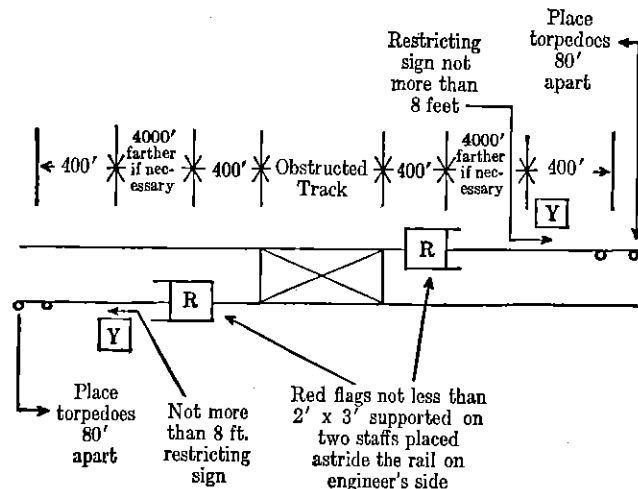 Place
torpedoes
80'
apart
Restricting
sign not
more than
8 feet
400'
4000'
farther
if nec-
essary
400'
Obstructed
Track
400'
4000'
farther
if nec-
essary
400'
Y
R
R
Y
Place
torpedoes
80'
apart
Not more
than 8 ft.
restricting
sign
Red flags not less than
2' x 3' supported on
two staffs placed
astride the rail on
engineer's side